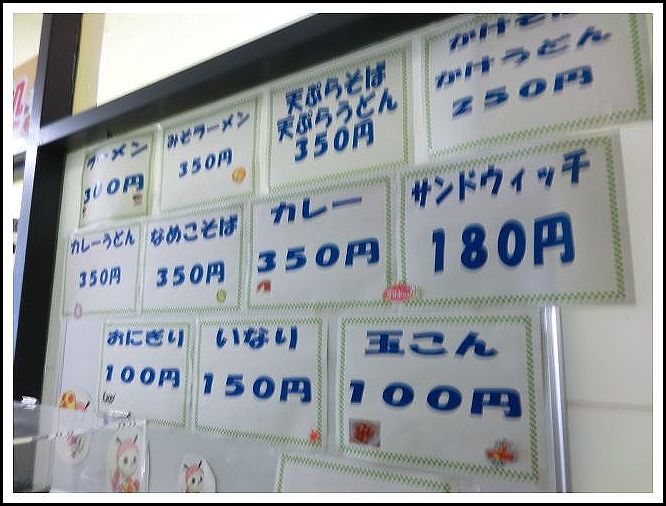 ラーメン
300円
みそラーメン
350円
天ぷらそば
天ぷらうどん
350円
かけそば
かけうどん
250円
カレーうどん
350円
なめこそば
350円
カレー
350円
サンドウィッチ
180円
おにぎり
100円
いなり
150円
玉こん
100円